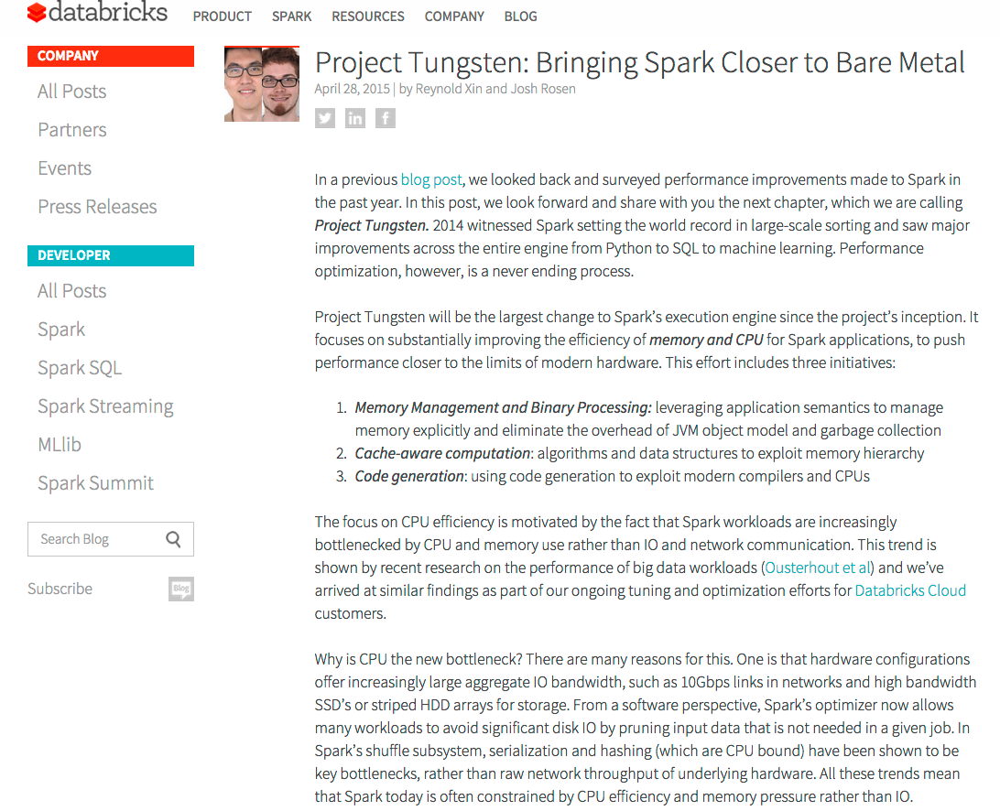 databricks
PRODUCT SPARK RESOURCES COMPANY BLOG
COMPANY
All Posts
Partners
Events
Press Releases
DEVELOPER
All Posts
Spark
Spark SQL
Spark Streaming
MLlib
Spark Summit
Search Blog
Subscribe
Blog
Project Tungsten: Bringing Spark Closer to Bare Metal
April 28, 2015 | by Reynold Xin and Josh Rosen
In a previous blog post, we looked back and surveyed performance improvements made to Spark in
the past year. In this post, we look forward and share with you the next chapter, which we are calling
Project Tungsten. 2014 witnessed Spark setting the world record in large-scale sorting and saw major
improvements across the entire engine from Python to SQL to machine learning. Performance
optimization, however, is a never ending process.
Project Tungsten will be the largest change to Spark’s execution engine since the project’s inception. It
focuses on substantially improving the efficiency of memory and CPU for Spark applications, to push
performance closer to the limits of modern hardware. This effort includes three initiatives:
1. Memory Management and Binary Processing: leveraging application semantics to manage
memory explicitly and eliminate the overhead of JVM object model and garbage collection
2. Cache-aware computation: algorithms and data structures to exploit memory hierarchy
3. Code generation: using code generation to exploit modern compilers and CPUs
The focus on CPU efficiency is motivated by the fact that Spark workloads are increasingly
bottlenecked by CPU and memory use rather than IO and network communication. This trend is
shown by recent research on the performance of big data workloads (Ousterhout et al) and we’ve
arrived at similar findings as part of our ongoing tuning and optimization efforts for Databricks Cloud
customers.
Why is CPU the new bottleneck? There are many reasons for this. One is that hardware configurations
offer increasingly large aggregate IO bandwidth, such as 10Gbps links in networks and high bandwidth
SSD’s or striped HDD arrays for storage. From a software perspective, Spark’s optimizer now allows
many workloads to avoid significant disk IO by pruning input data that is not needed in a given job. In
Spark’s shuffle subsystem, serialization and hashing (which are CPU bound) have been shown to be
key bottlenecks, rather than raw network throughput of underlying hardware. All these trends mean
that Spark today is often constrained by CPU efficiency and memory pressure rather than IO.